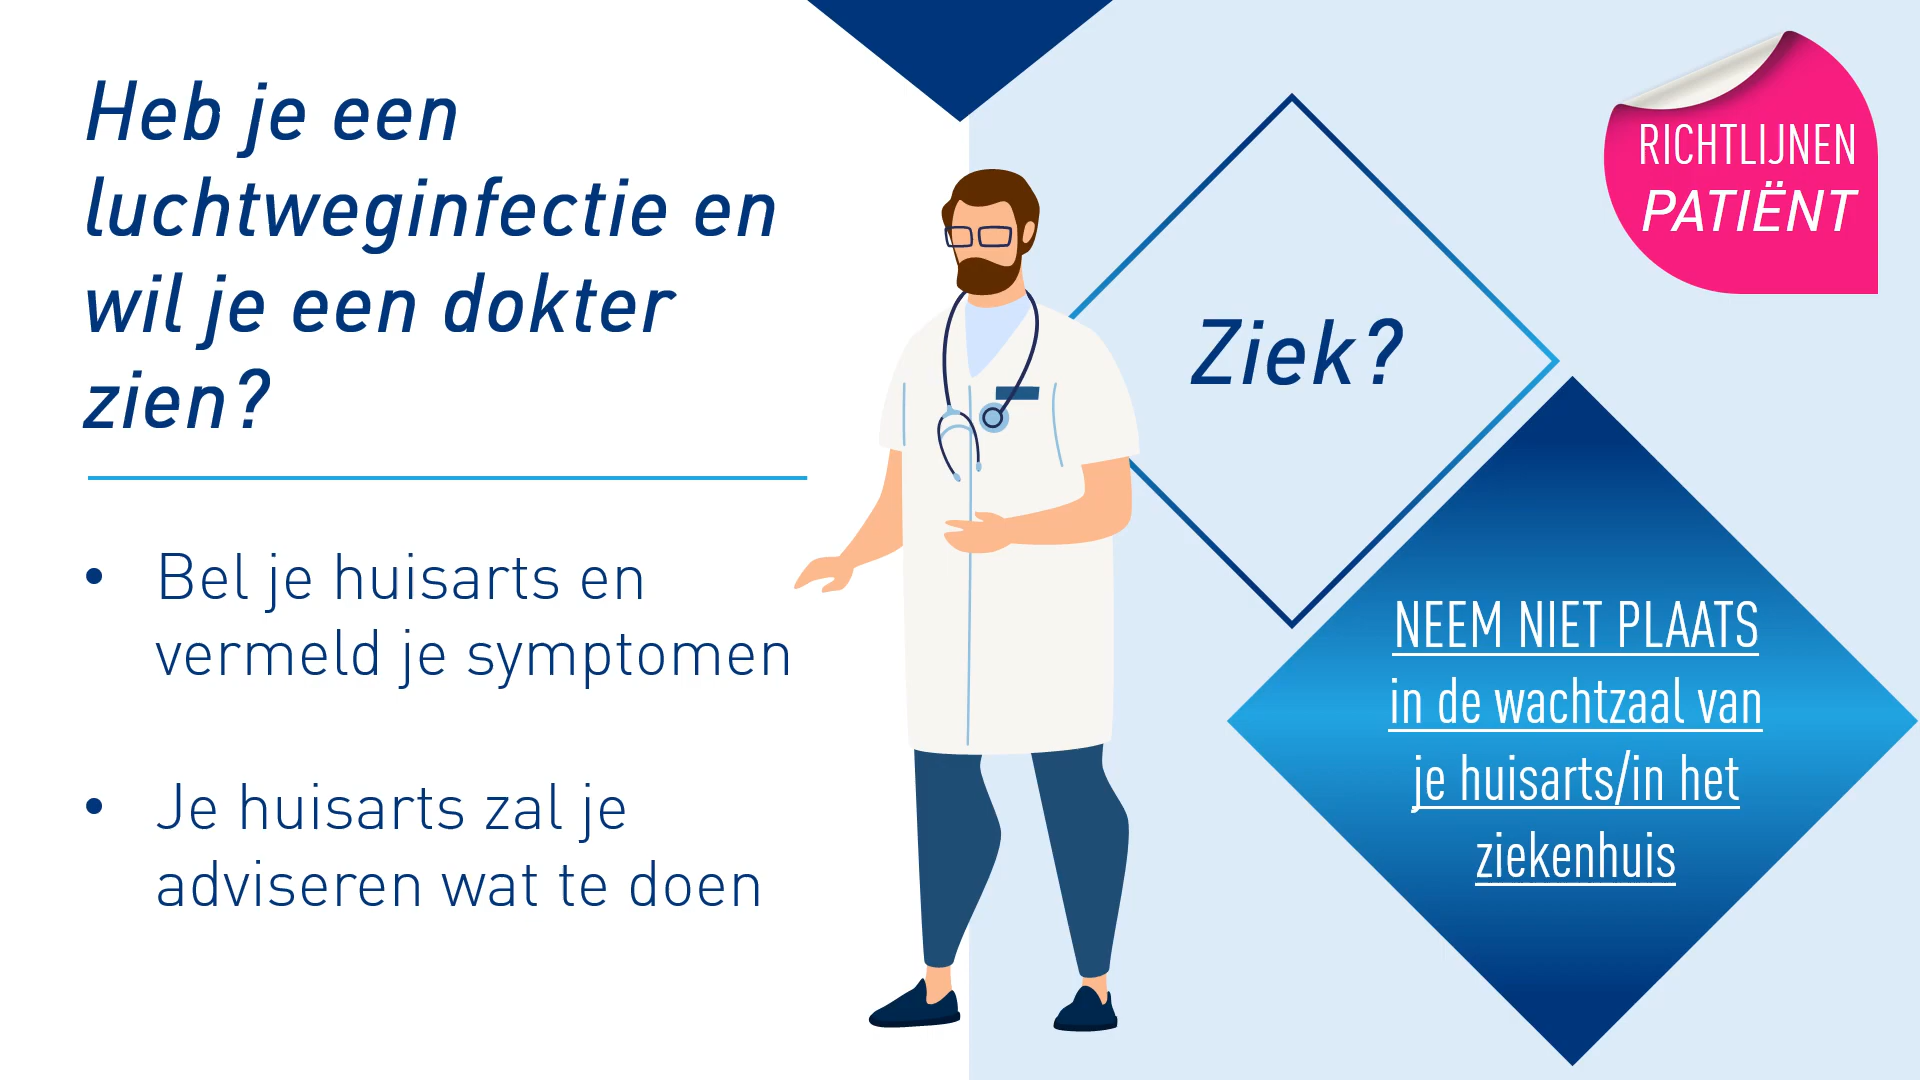 Heb je een
luchtweginfectie en
wil je een dokter
zien?
• Bel je huisarts en
vermeld je symptomen
• Je huisarts zal je
adviseren wat te doen
Ziek?
RICHTLIJNEN
PATIËNT
NEEM NIET PLAATS
in de wachtzaal van
je huisarts/in het
ziekenhuis